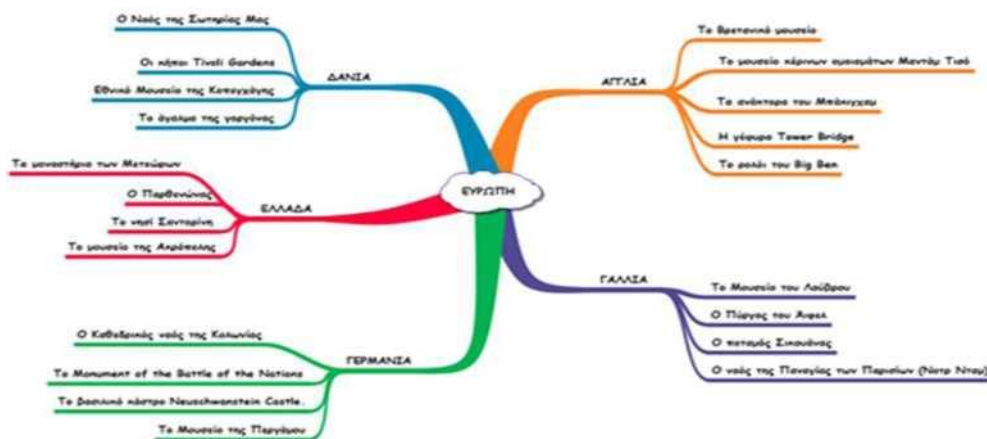 ΕΥΡΩΠΗ
ΔΑΝΙΑ
Ο Ναός της Σωτηρίας Μας
Οι κήποι Tivoli Gardens
Εθνικό Μουσείο της Κοπεγχάγης
Το άγαλμα της γοργόνας
ΕΛΛΑΔΑ
Το μοναστήρια των Μετεώρων
Ο Παρθενώνας
Το νησί Σαντορίνη
Το μουσείο της Ακρόπολης
ΓΕΡΜΑΝΙΑ
Ο Καθεδρικός ναός της Κολωνίας
Το Monument of the Battle of the Nations
Το βασιλικό κάστρο Neuschwanstein Castle.
Το Μουσείο της Περγάμου
ΑΓΓΛΙΑ
Το Βρετανικό μουσείο
Το μουσείο κέρινων ομοιωμάτων Μαντάμ Τισό
Τα ανάκτορα του Μπάκιγχαμ
Η γέφυρα Tower Bridge
Το ρολόι του Big Ben
ΓΑΛΛΙΑ
Το Μουσείο του Λούβρου
Ο Πύργος του Άιφελ
Ο ποταμός Σηκουάνας
Ο ναός της Παναγίας των Παρισίων (Νοτρ Νταμ)